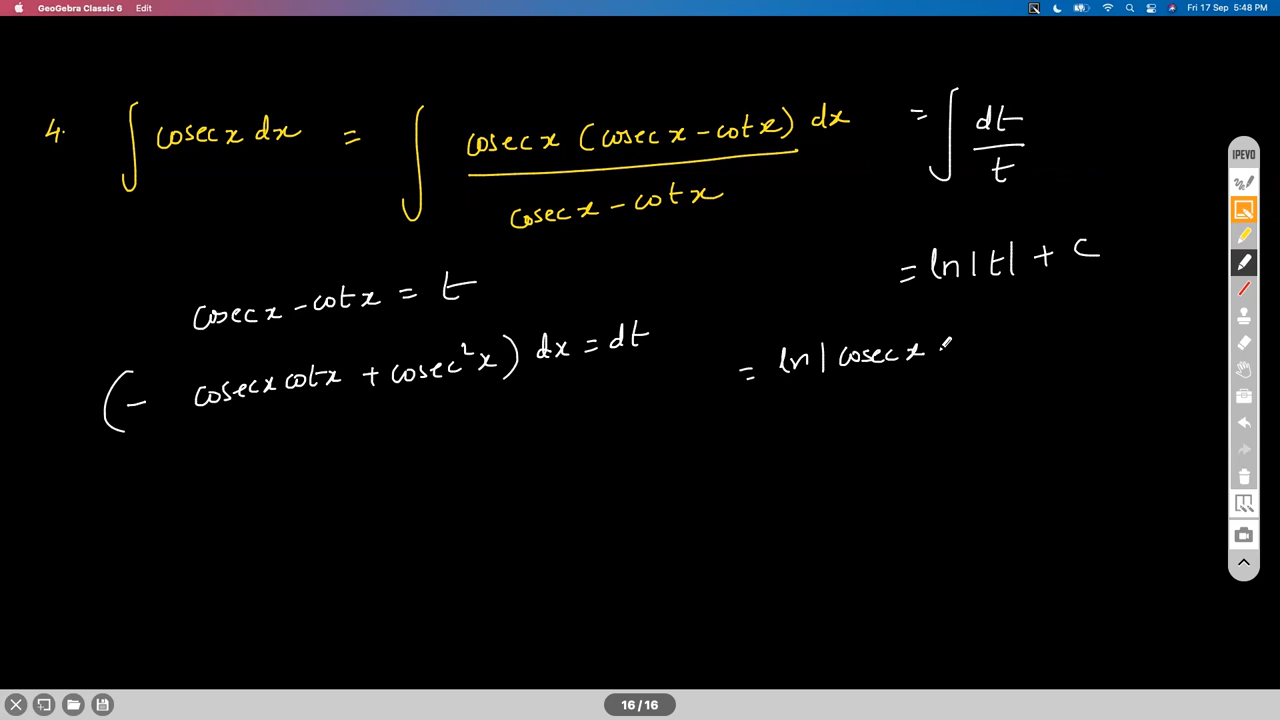 GeoGebra Classic 6 Edit Fri 17 Sep 5:48 PM
4. ∫ cosec x dx = ∫ cosec x (cosec x - cot x) / cosec x - cot x dx = ∫ dt / t
IPEVO
= ln |t| + c
cosec x - cot x = t
(- cosec x cot x + cosec² x) dx = dt
= ln | cosec x
16/16